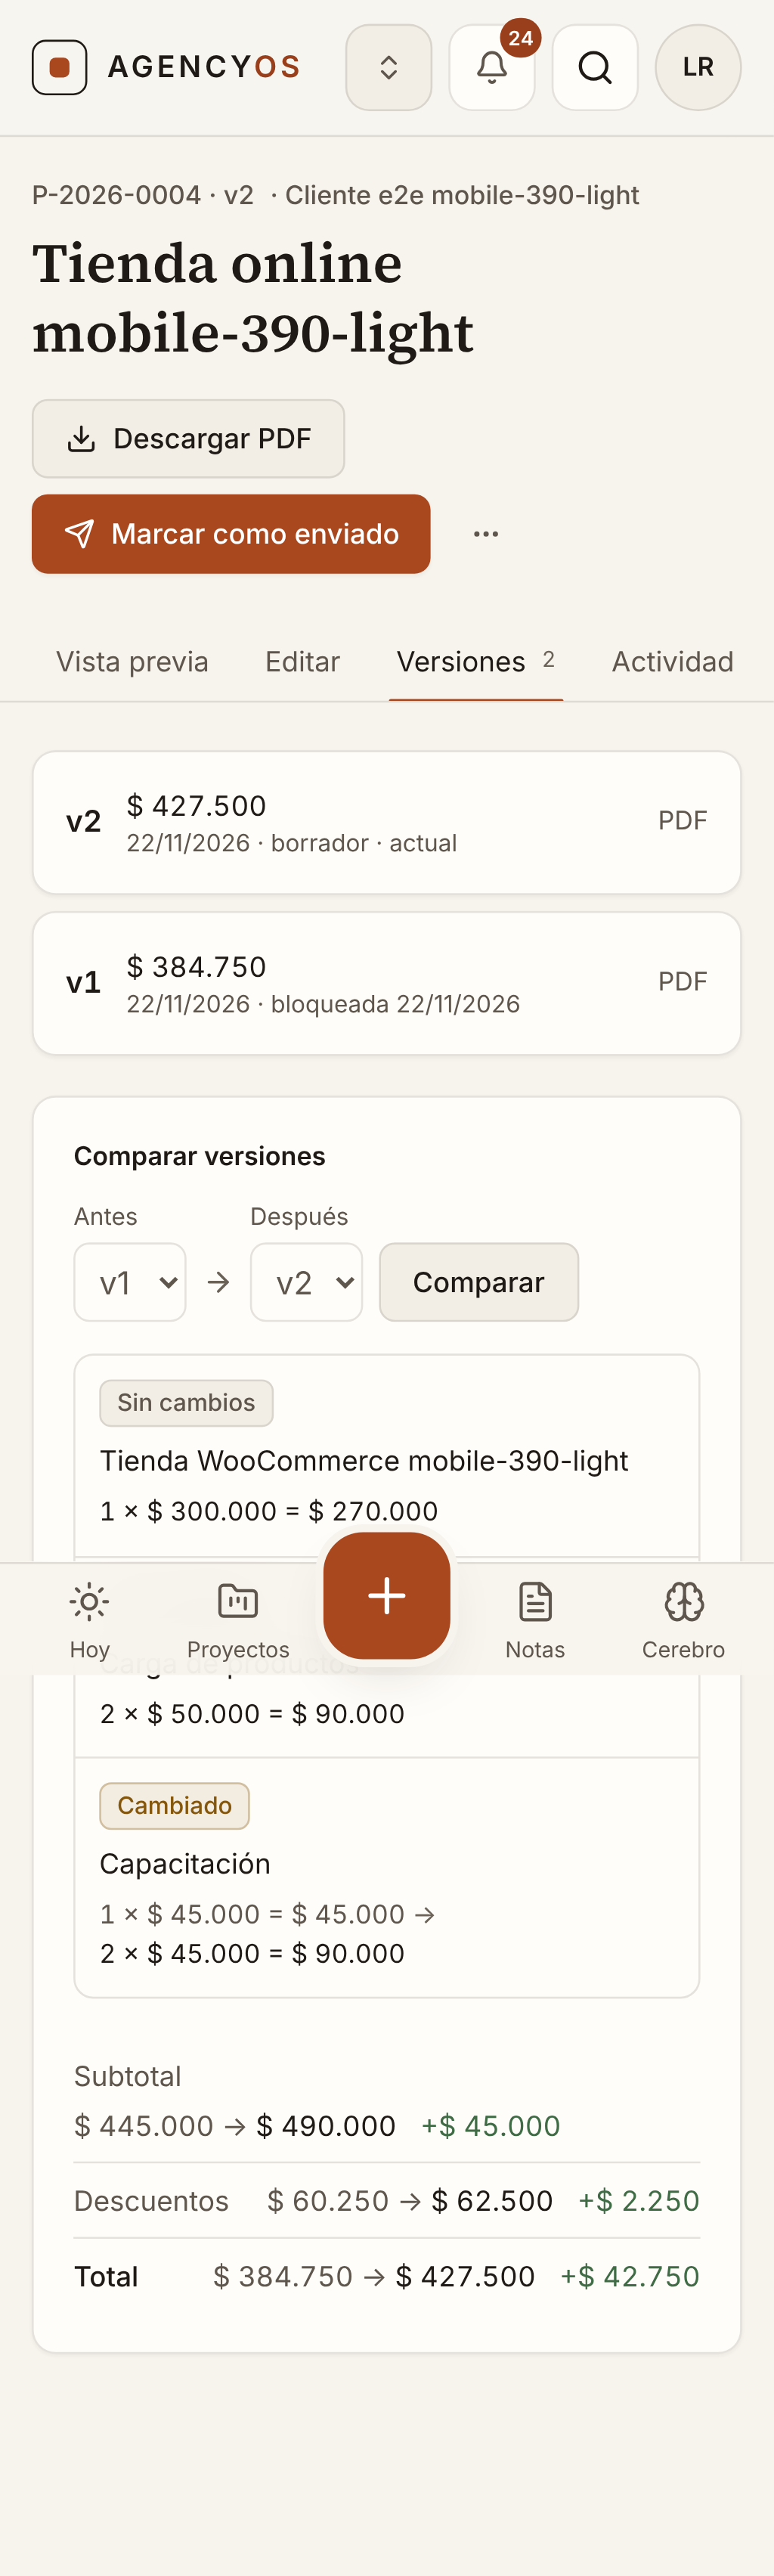 AGENCYOS
24
LR
P-2026-0004 · v2 · Cliente e2e mobile-390-light
Tienda online
mobile-390-light
Descargar PDF
Marcar como enviado
Vista previa Editar Versiones 2 Actividad
v2
$ 427.500
22/11/2026 · borrador · actual
PDF
v1
$ 384.750
22/11/2026 · bloqueada 22/11/2026
PDF
Comparar versiones
Antes Después
v1 → v2 Comparar
Sin cambios
Tienda WooCommerce mobile-390-light
1 × $ 300.000 = $ 270.000
Hoy Proyectos Notas Cerebro
Carga de productos
2 × $ 50.000 = $ 90.000
Cambiado
Capacitación
1 × $ 45.000 = $ 45.000 →
2 × $ 45.000 = $ 90.000
Subtotal
$ 445.000 → $ 490.000 +$ 45.000
Descuentos $ 60.250 → $ 62.500 +$ 2.250
Total $ 384.750 → $ 427.500 +$ 42.750